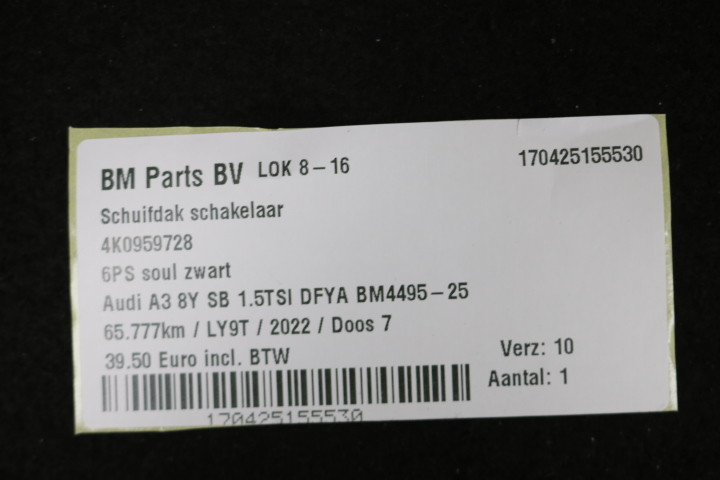 BM Parts BV LOK 8-16 170425155530
Schuifdak schakelaar
4K0959728
6PS soul zwart
Audi A3 8Y SB 1.5TSI DFYA BM4495-25
65.777km / LY9T / 2022 / Doos 7
39.50 Euro incl. BTW Verz: 10
Aantal: 1
170425155530